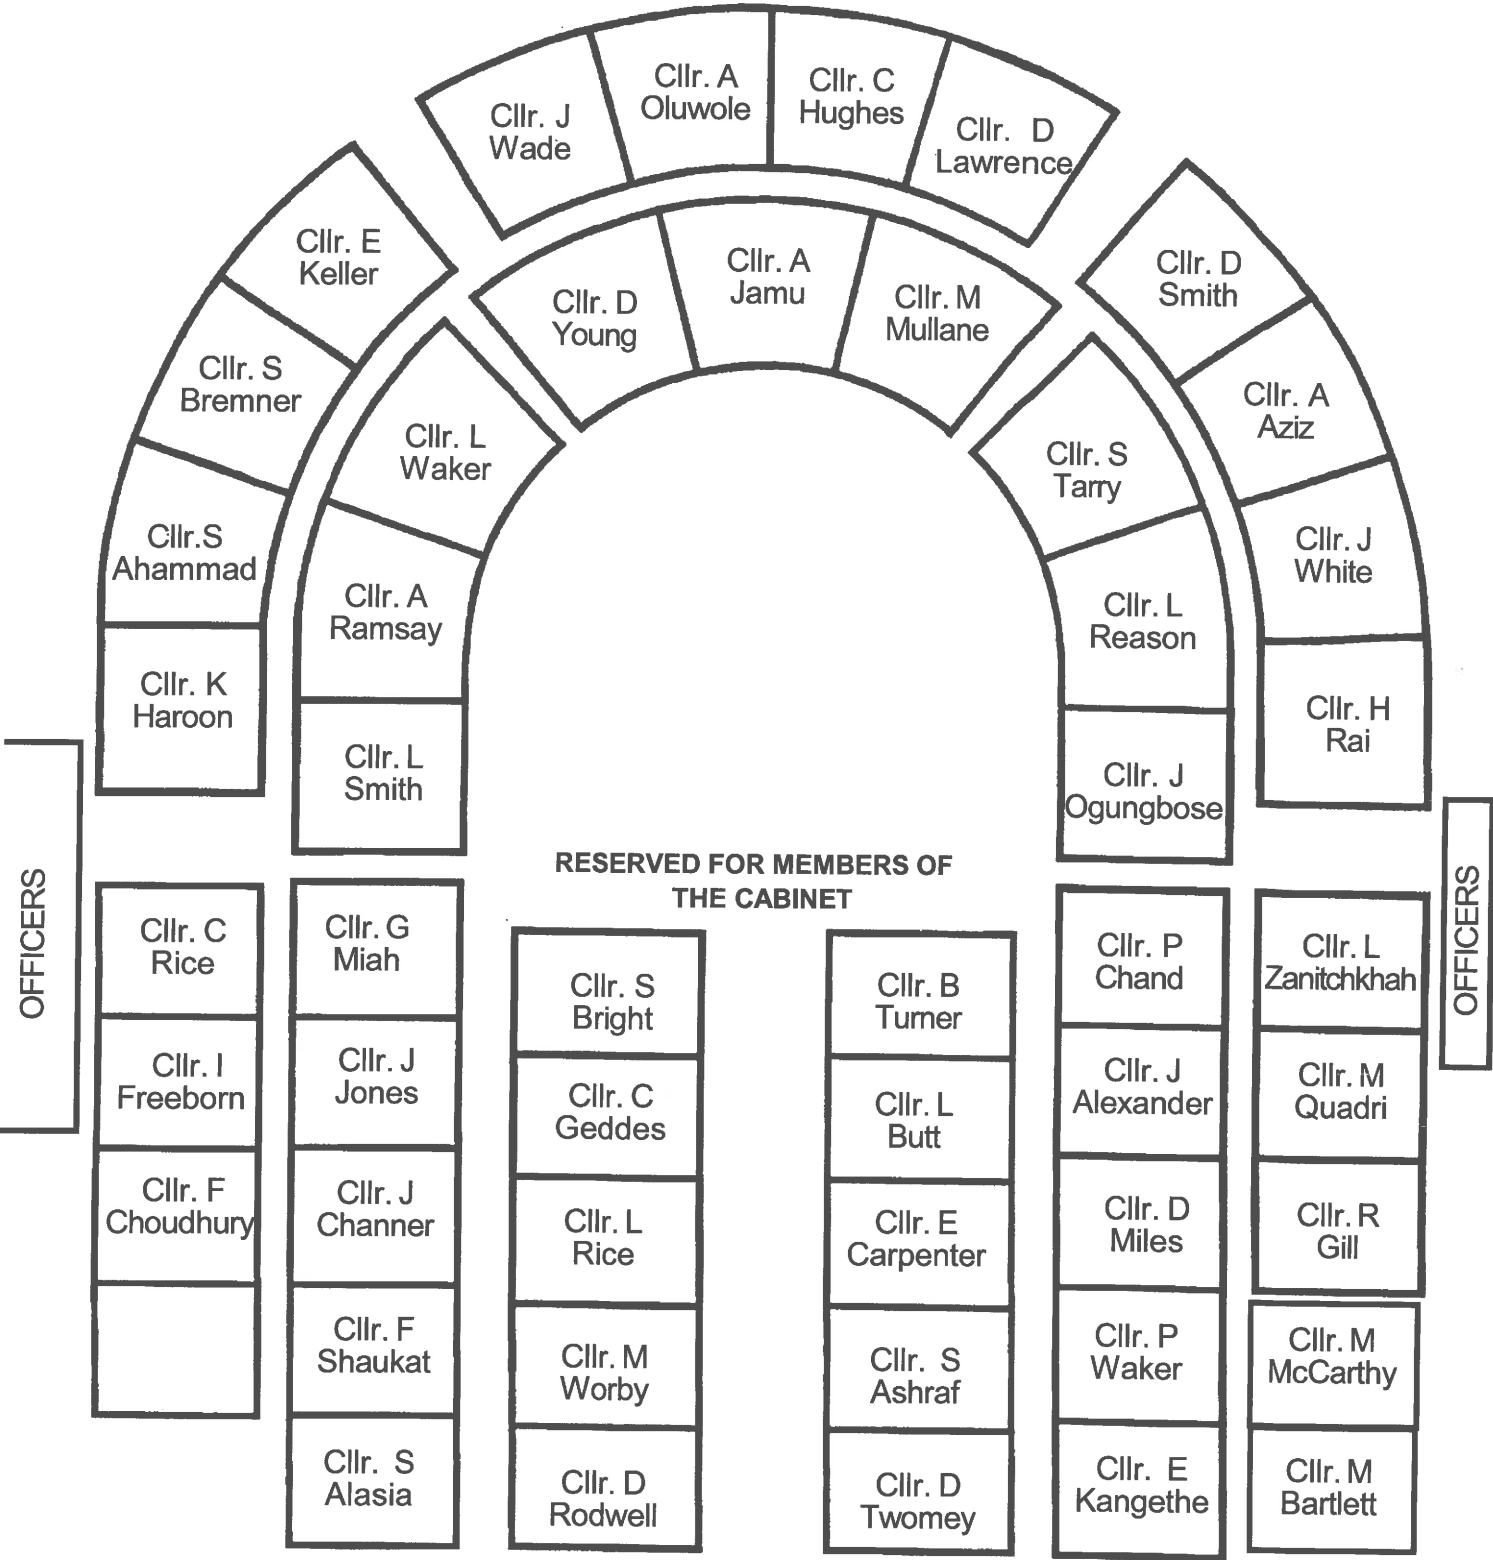 Cllr. J
Wade
Cllr. A
Oluwole
Cllr. C
Hughes
Cllr. D
Lawrence
Cllr. E
Keller
Cllr. S
Bremner
Cllr.S
Ahammad
Cllr. K
Haroon
Cllr. D
Young
Cllr. A
Jamu
Cllr. M
Mullane
Cllr. D
Smith
Cllr. A
Aziz
Cllr. J
White
Cllr. H
Rai
Cllr. L
Waker
Cllr. A
Ramsay
Cllr. L
Smith
Cllr. S
Tarry
Cllr. L
Reason
Cllr. J
Ogungbose
OFFICERS
RESERVED FOR MEMBERS OF
THE CABINET
OFFICERS
Cllr. C
Rice
Cllr. I
Freeborn
Cllr. F
Choudhury
Cllr. G
Miah
Cllr. J
Jones
Cllr. J
Channer
Cllr. F
Shaukat
Cllr. S
Alasia
Cllr. S
Bright
Cllr. C
Geddes
Cllr. L
Rice
Cllr. M
Worby
Cllr. D
Rodwell
Cllr. B
Turner
Cllr. L
Butt
Cllr. E
Carpenter
Cllr. S
Ashraf
Cllr. D
Twomey
Cllr. P
Chand
Cllr. J
Alexander
Cllr. D
Miles
Cllr. P
Waker
Cllr. E
Kangethe
Cllr. L
Zanitchkhah
Cllr. M
Quadri
Cllr. R
Gill
Cllr. M
McCarthy
Cllr. M
Bartlett